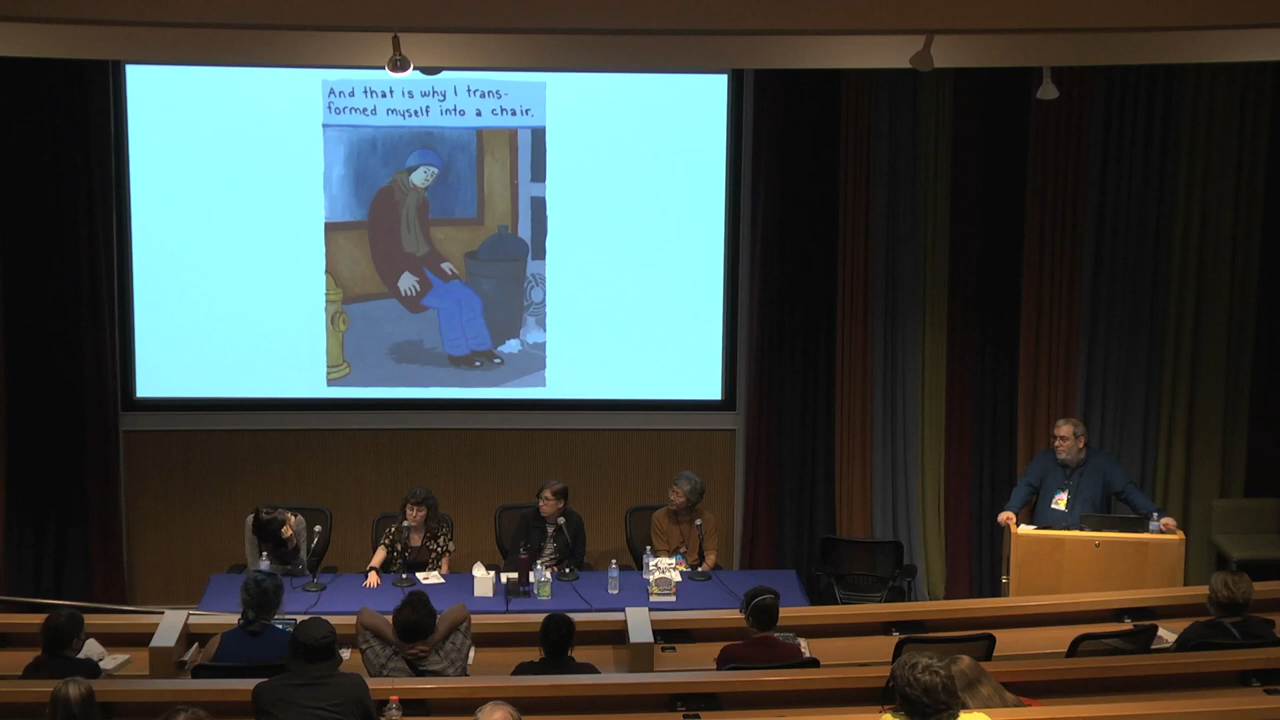 And that is why I trans-
formed myself into a chair.